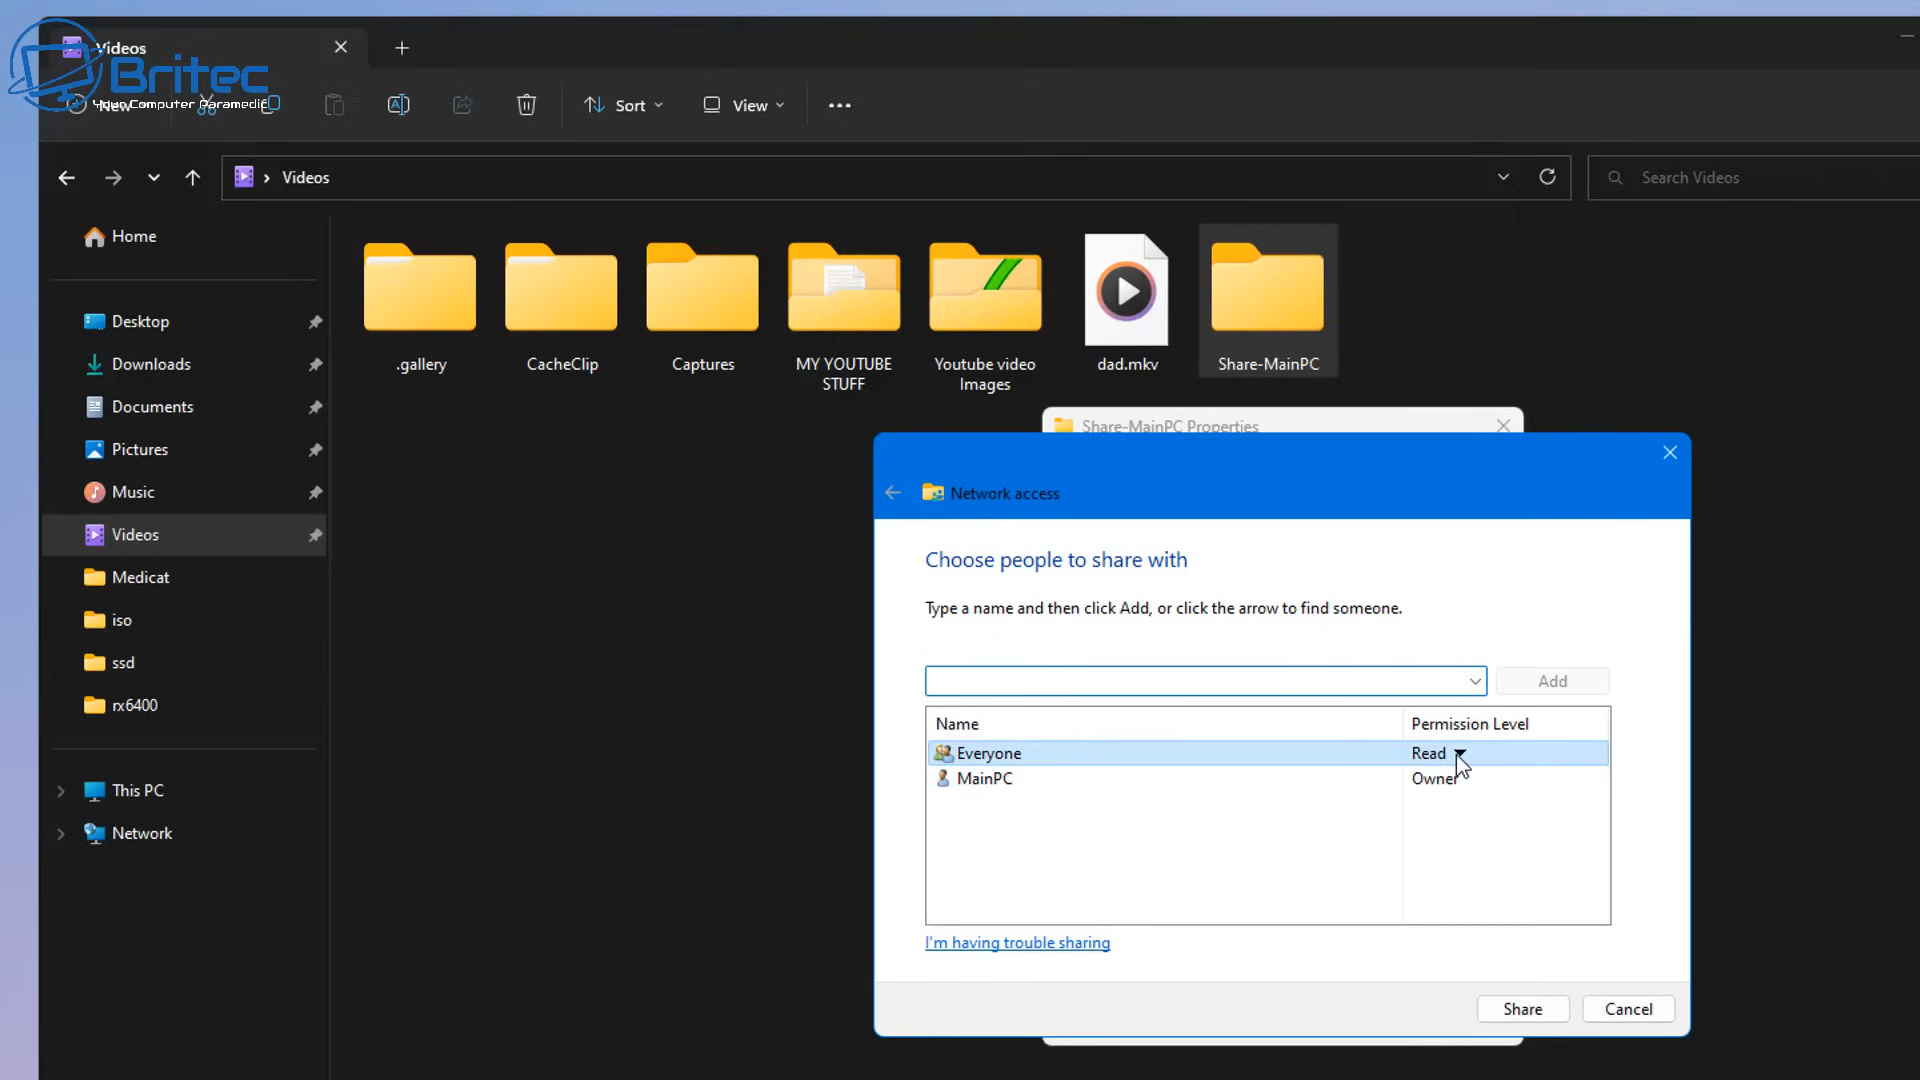 Videos
Britec
Your Computer Paramedic
New
Sort
View
Videos
Search Videos
Home
Desktop
Downloads
Documents
Pictures
Music
Videos
Medicat
iso
ssd
rx6400
This PC
Network
.gallery
CacheClip
Captures
MY YOUTUBE
STUFF
Youtube video
Images
dad.mkv
Share-MainPC
Share-MainPC Properties
Network access
Choose people to share with
Type a name and then click Add, or click the arrow to find someone.
Add
Name Permission Level
Everyone Read
MainPC Owner
I'm having trouble sharing
Share Cancel